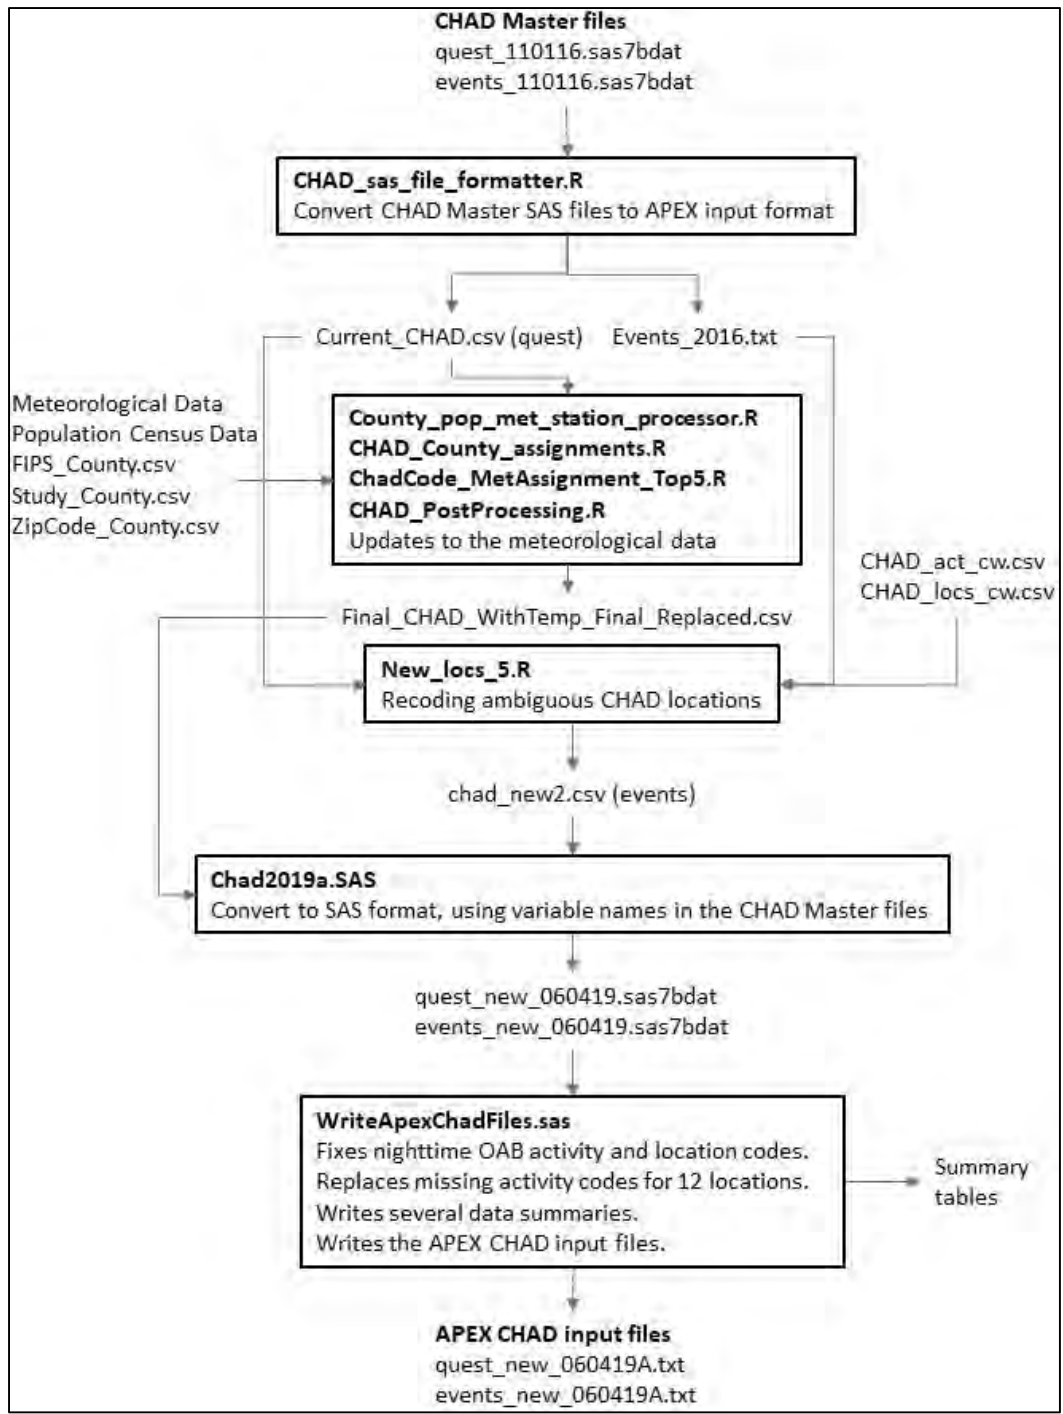 CHAD Master files
quest_110116.sas7bdat
events_110116.sas7bdat
CHAD_sas_file_formatter.R
Convert CHAD Master SAS files to APEX input format
Current_CHAD.csv (quest)
Events_2016.txt
Meteorological Data
Population Census Data
FIPS_County.csv
Study_County.csv
ZipCode_County.csv
County_pop_met_station_processor.R
CHAD_County_assignments.R
ChadCode_MetAssignment_Top5.R
CHAD_PostProcessing.R
Updates to the meteorological data
CHAD_act_cw.csv
CHAD_locs_cw.csv
Final_CHAD_WithTemp_Final_Replaced.csv
New_locs_5.R
Recoding ambiguous CHAD locations
chad_new2.csv (events)
Chad2019a.SAS
Convert to SAS format, using variable names in the CHAD Master files
quest_new_060419.sas7bdat
events_new_060419.sas7bdat
WriteApexChadFiles.sas
Fixes nighttime OAB activity and location codes.
Replaces missing activity codes for 12 locations.
Writes several data summaries.
Writes the APEX CHAD input files.
Summary
tables
APEX CHAD input files
quest_new_060419A.txt
events_new_060419A.txt